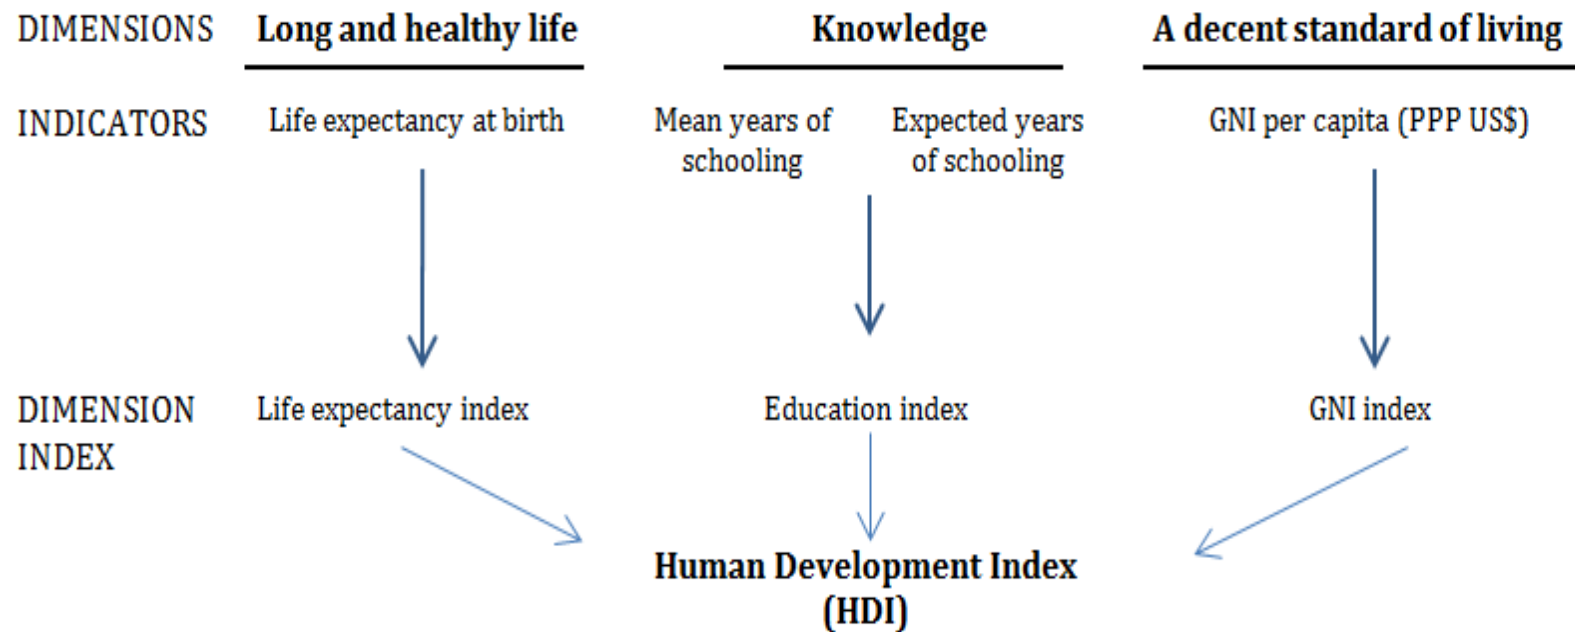 DIMENSIONS Long and healthy life Knowledge A decent standard of living
INDICATORS Life expectancy at birth Mean years of Expected years GNI per capita (PPP US$)
schooling of schooling
DIMENSION Life expectancy index Education index GNI index
INDEX
Human Development Index
(HDI)